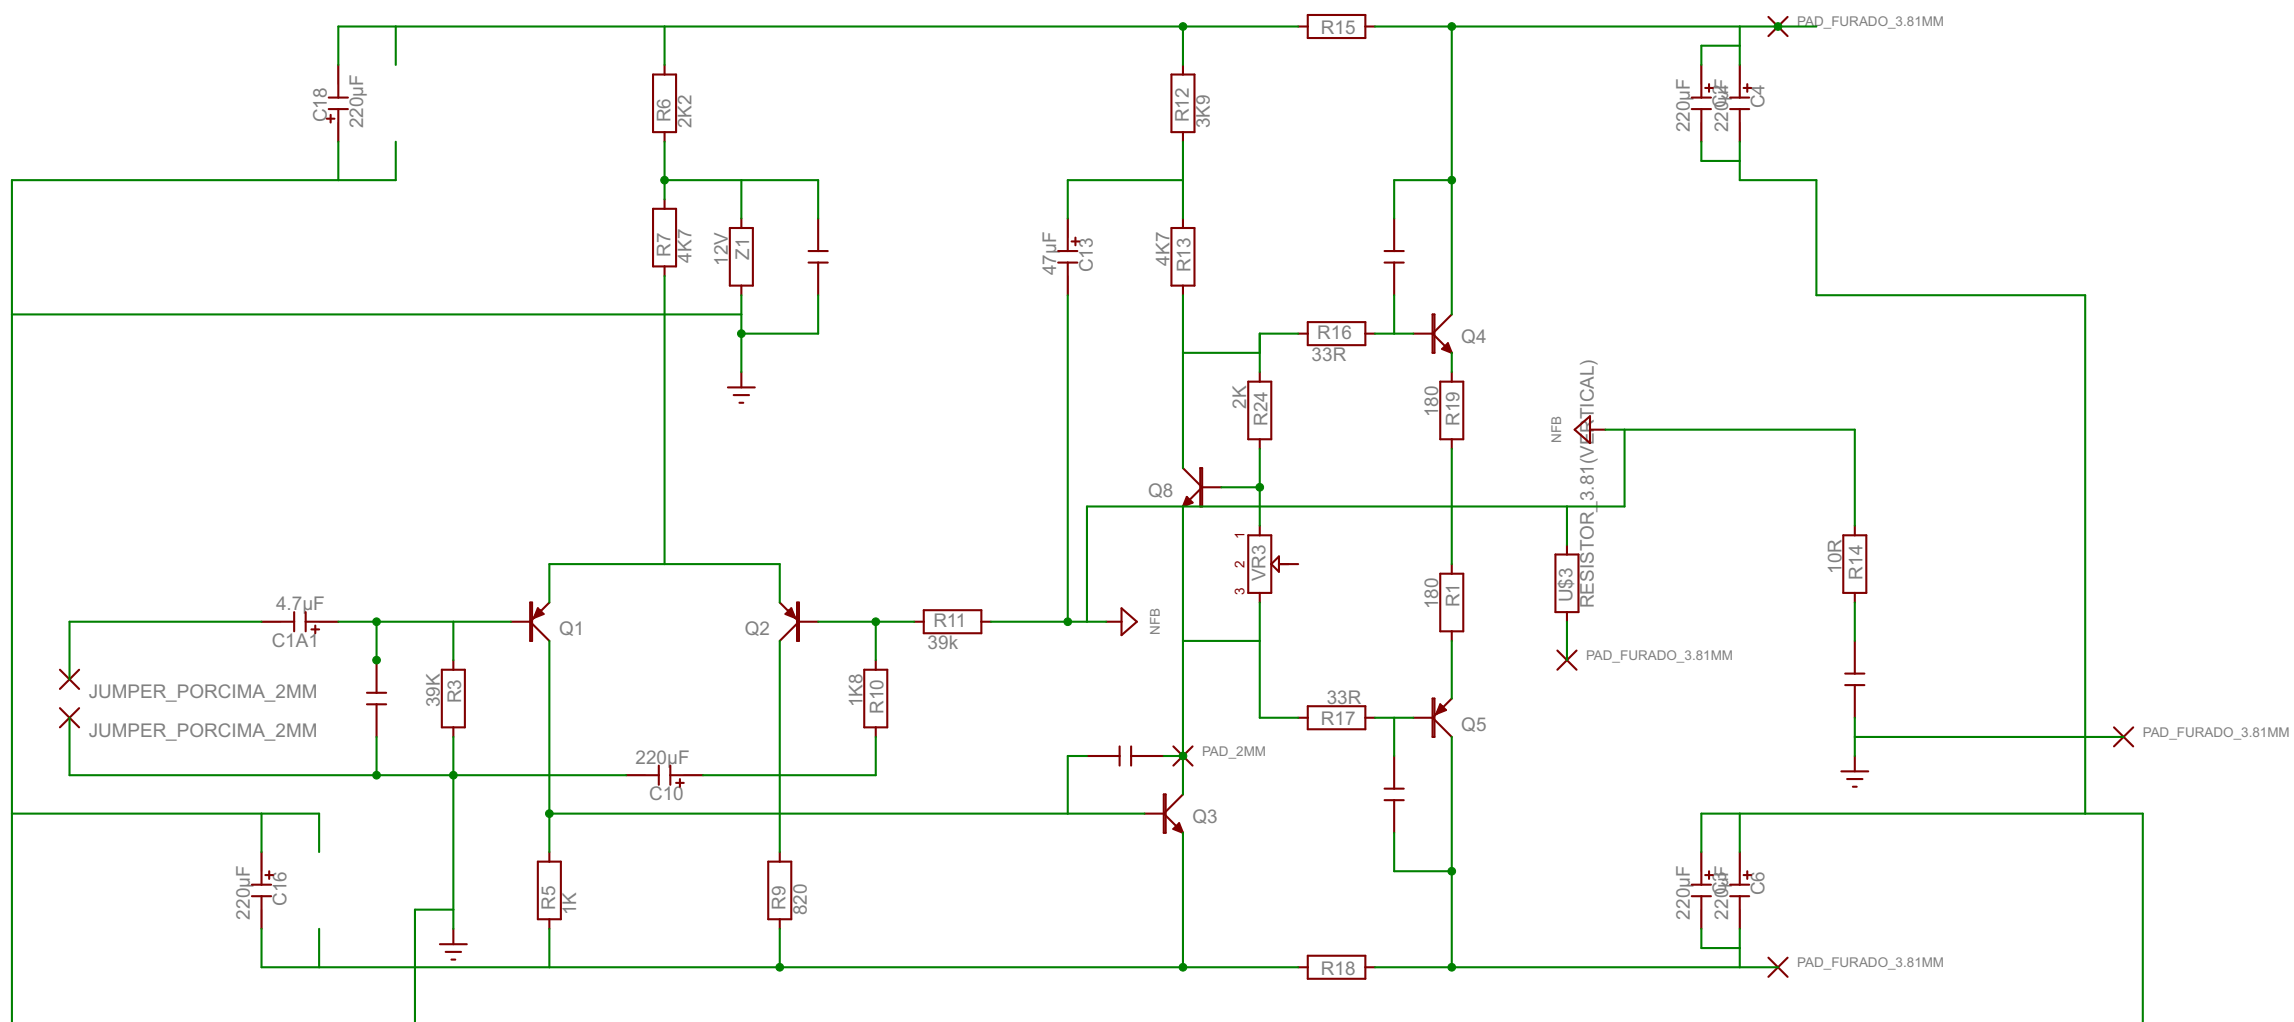 R15
PAD_FURADO_3.81MM
C18
220µF
R6
2K2
R12
3K9
220µF
220µF
C4
R7
4K7
12V
Z1
47µF
C13
4K7
R13
R16
33R
Q4
2K
R24
180
R19
NFB
RESISTOR_3.81(VERTICAL)
Q8
1
2
3
VR3
U$3
10R
R14
180
R1
4.7µF
C1A1
Q1
Q2
R11
39k
NFB
PAD_FURADO_3.81MM
JUMPER_PORCIMA_2MM
JUMPER_PORCIMA_2MM
39K
R3
1K8
R10
33R
R17
Q5
PAD_2MM
PAD_FURADO_3.81MM
220µF
C10
Q3
220µF
C16
R5
1K
R9
820
220µF
220µF
C6
R18
PAD_FURADO_3.81MM